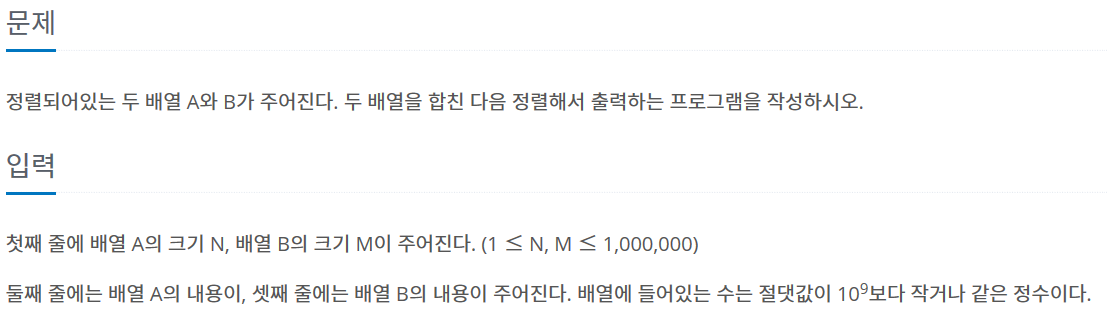 문제
정렬되어있는 두 배열 A와 B가 주어진다. 두 배열을 합친 다음 정렬해서 출력하는 프로그램을 작성하시오.
입력
첫째 줄에 배열 A의 크기 N, 배열 B의 크기 M이 주어진다. (1 ≤ N, M ≤ 1,000,000)
둘째 줄에는 배열 A의 내용이, 셋째 줄에는 배열 B의 내용이 주어진다. 배열에 들어있는 수는 절댓값이 10⁹보다 작거나 같은 정수이다.